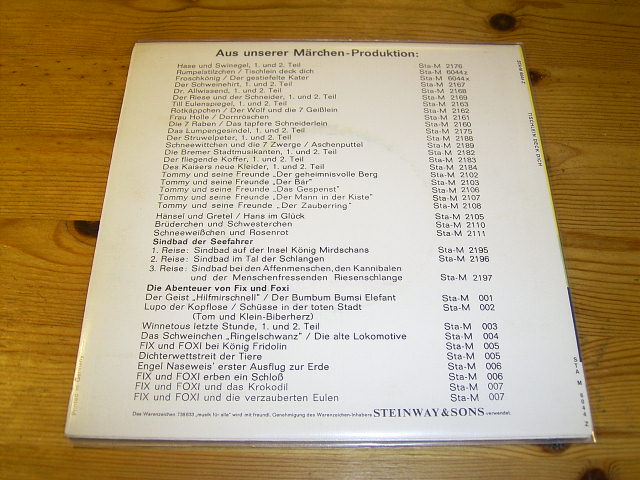 Aus unserer Märchen-Produktion:
Hase und Swinegel, 1. und 2. Teil Sta-M 2176
Rumpelstilzchen / Tischlein deck dich Sta-M 6044z
Froschkönig / Der gestiefelte Kater Sta-M 6044x
Der Schweinehirt, 1. und 2. Teil Sta-M 2167
Dr. Allwissend, 1. und 2. Teil Sta-M 2168
Der Riese und der Schneider, 1. und 2. Teil Sta-M 2169
Till Eulenspiegel, 1. und 2. Teil Sta-M 2163
Rotkäppchen / Der Wolf und die 7 Geißlein Sta-M 2162
Frau Holle / Dornröschen Sta-M 2161
Die 7 Raben / Das tapfere Schneiderlein Sta-M 2160
Das Lumpengesindel, 1. und 2. Teil Sta-M 2175
Der Struwelpeter, 1. und 2. Teil Sta-M 2188
Schneewittchen und die 7 Zwerge / Aschenputtel Sta-M 2189
Die Bremer Stadtmusikanten, 1. und 2. Teil Sta-M 2182
Der fliegende Koffer, 1. und 2. Teil Sta-M 2183
Des Kaisers neue Kleider, 1. und 2. Teil Sta-M 2184
Tommy und seine Freunde „Der geheimnisvolle Berg Sta-M 2102
Tommy und seine Freunde „Der Bär" Sta-M 2103
Tommy und seine Freunde „Das Gespenst" Sta-M 2106
Tommy und seine Freunde „Der Mann in der Kiste" Sta-M 2107
Tommy und seine Freunde „Der Zauberring" Sta-M 2108
Hänsel und Gretel / Hans im Glück Sta-M 2105
Brüderchen und Schwesterchen Sta-M 2110
Schneeweißchen und Rosenrot Sta-M 2111
Sindbad der Seefahrer
1. Reise: Sindbad auf der Insel König Mirdschans Sta-M 2195
2. Reise: Sindbad im Tal der Schlangen Sta-M 2196
3. Reise: Sindbad bei den Affenmenschen, den Kannibalen
und der Menschenfressenden Riesenschlange Sta-M 2197
Die Abenteuer von Fix und Foxi
Der Geist „Hilfmirschnell" / Der Bumbum Bumsi Elefant Sta-M 001
Lupo der Kopflose / Schüsse in der toten Stadt Sta-M 002
(Tom und Klein-Biberherz)
Winnetous letzte Stunde, 1. und 2. Teil Sta-M 003
Das Schweinchen „Ringelschwanz" / Die alte Lokomotive Sta-M 004
FIX und FOXI bei König Fridolin Sta-M 005
Dichterwettstreit der Tiere Sta-M 005
Engel Naseweis' erster Ausflug zur Erde Sta-M 006
FIX und FOXI erben ein Schloß Sta-M 006
FIX und FOXI und das Krokodil Sta-M 007
FIX und FOXI und die verzauberten Eulen Sta-M 007
Das Warenzeichen 738 633 „musik für alle" wird mit freundl. Genehmigung des Warenzeichen-Inhabers STEINWAY & SONS verwendet.
Printed in Germany
TISCHLEIN DECK DICH
STA M 6044 Z